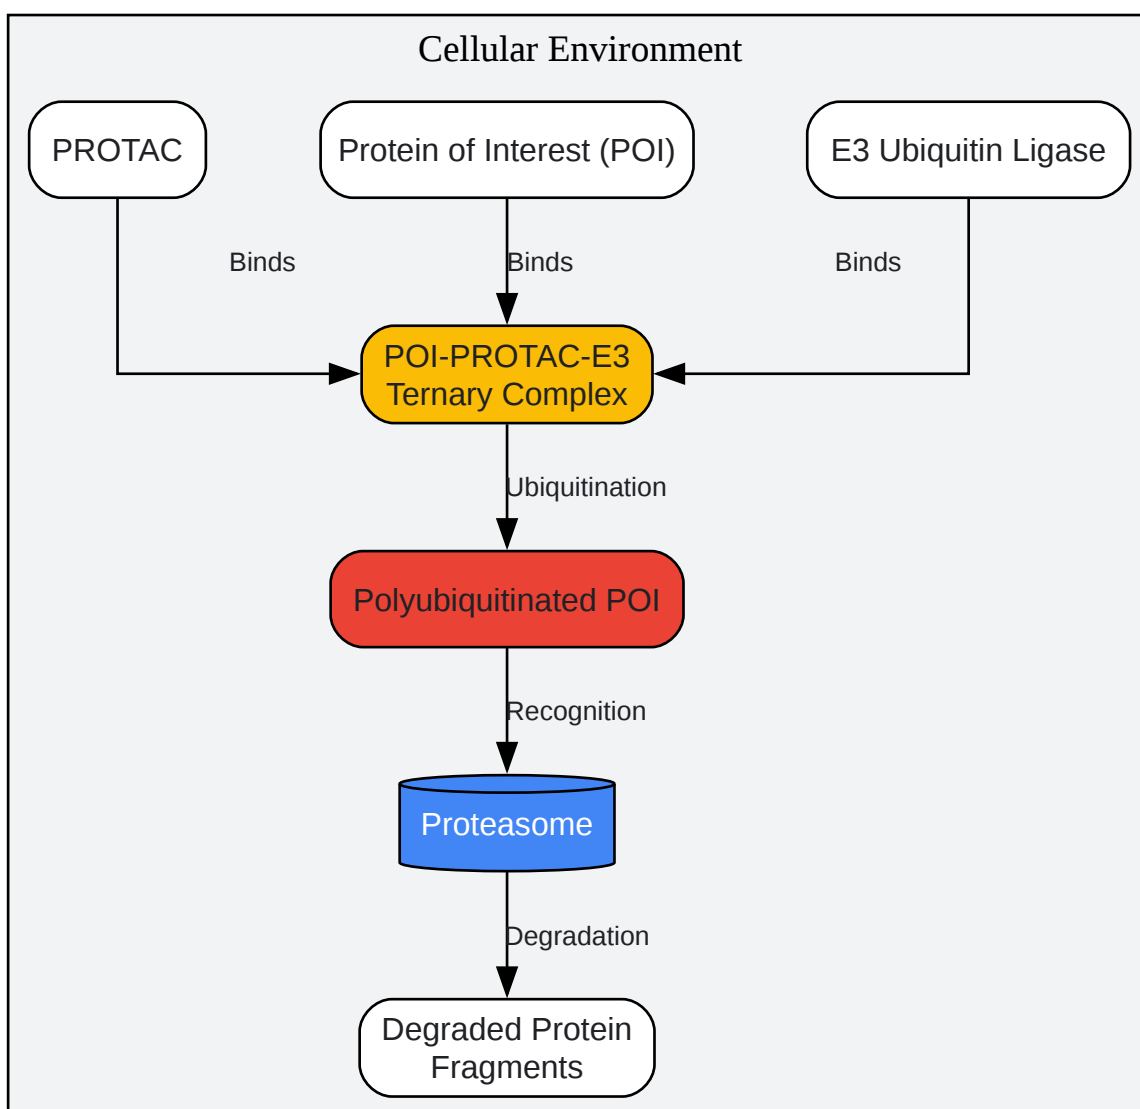 Cellular Environment
PROTAC
Protein of Interest (POI)
E3 Ubiquitin Ligase
Binds
Binds
Binds
POI-PROTAC-E3
Ternary Complex
Ubiquitination
Polyubiquitinated POI
Recognition
Proteasome
Degradation
Degraded Protein
Fragments